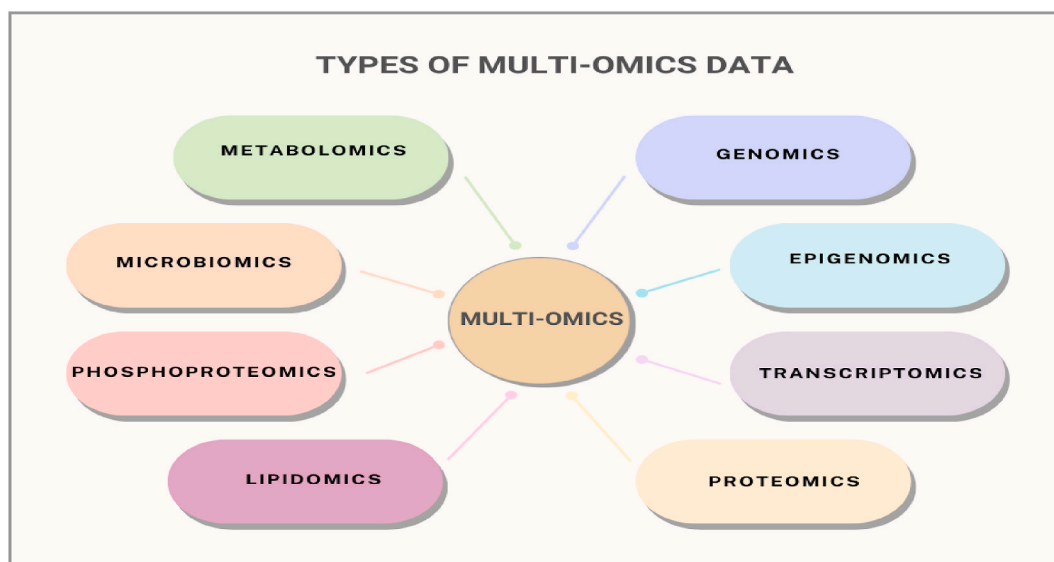 TYPES OF MULTI-OMICS DATA
METABOLOMICS
GENOMICS
MICROBIOMICS
EPIGENOMICS
MULTI-OMICS
PHOSPHOPROTEOMICS
TRANSCRIPTOMICS
LIPIDOMICS
PROTEOMICS